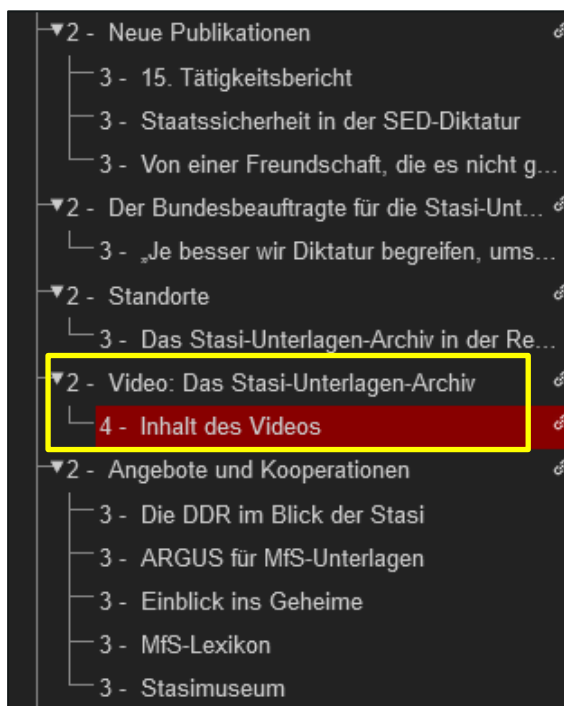 2 - Neue Publikationen
3 - 15. Tätigkeitsbericht
3 - Staatssicherheit in der SED-Diktatur
3 - Von einer Freundschaft, die es nicht g...
2 - Der Bundesbeauftragte für die Stasi-Unt...
3 - „Je besser wir Diktatur begreifen, ums...
2 - Standorte
3 - Das Stasi-Unterlagen-Archiv in der Re...
2 - Video: Das Stasi-Unterlagen-Archiv
4 - Inhalt des Videos
2 - Angebote und Kooperationen
3 - Die DDR im Blick der Stasi
3 - ARGUS für MfS-Unterlagen
3 - Einblick ins Geheime
3 - MfS-Lexikon
3 - Stasimuseum